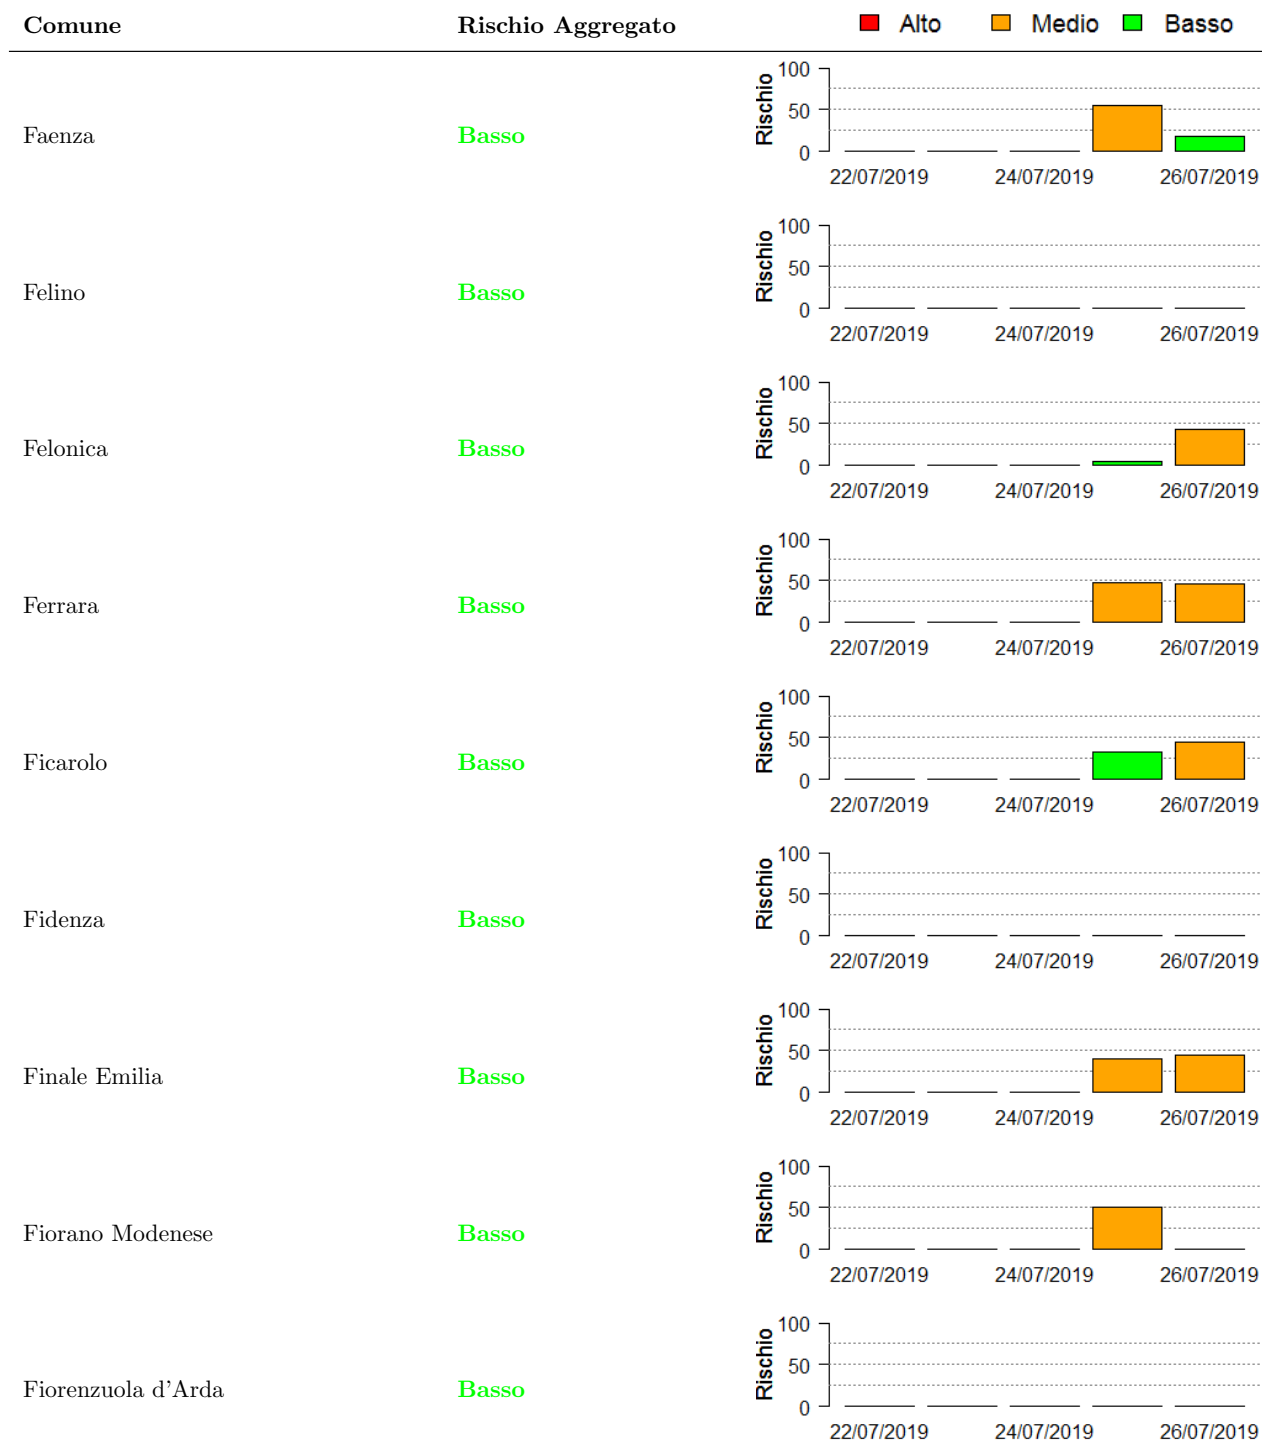 Comune Rischio Aggregato Alto Medio Basso
100
50
0
Rischio
Faenza Basso
22/07/2019 24/07/2019 26/07/2019
100
50
0
Rischio
Felino Basso
22/07/2019 24/07/2019 26/07/2019
100
50
0
Rischio
Felonica Basso
22/07/2019 24/07/2019 26/07/2019
100
50
0
Rischio
Ferrara Basso
22/07/2019 24/07/2019 26/07/2019
100
50
0
Rischio
Ficarolo Basso
22/07/2019 24/07/2019 26/07/2019
100
50
0
Rischio
Fidenza Basso
22/07/2019 24/07/2019 26/07/2019
100
50
0
Rischio
Finale Emilia Basso
22/07/2019 24/07/2019 26/07/2019
100
50
0
Rischio
Fiorano Modenese Basso
22/07/2019 24/07/2019 26/07/2019
100
50
0
Rischio
Fiorenzuola d'Arda Basso
22/07/2019 24/07/2019 26/07/2019